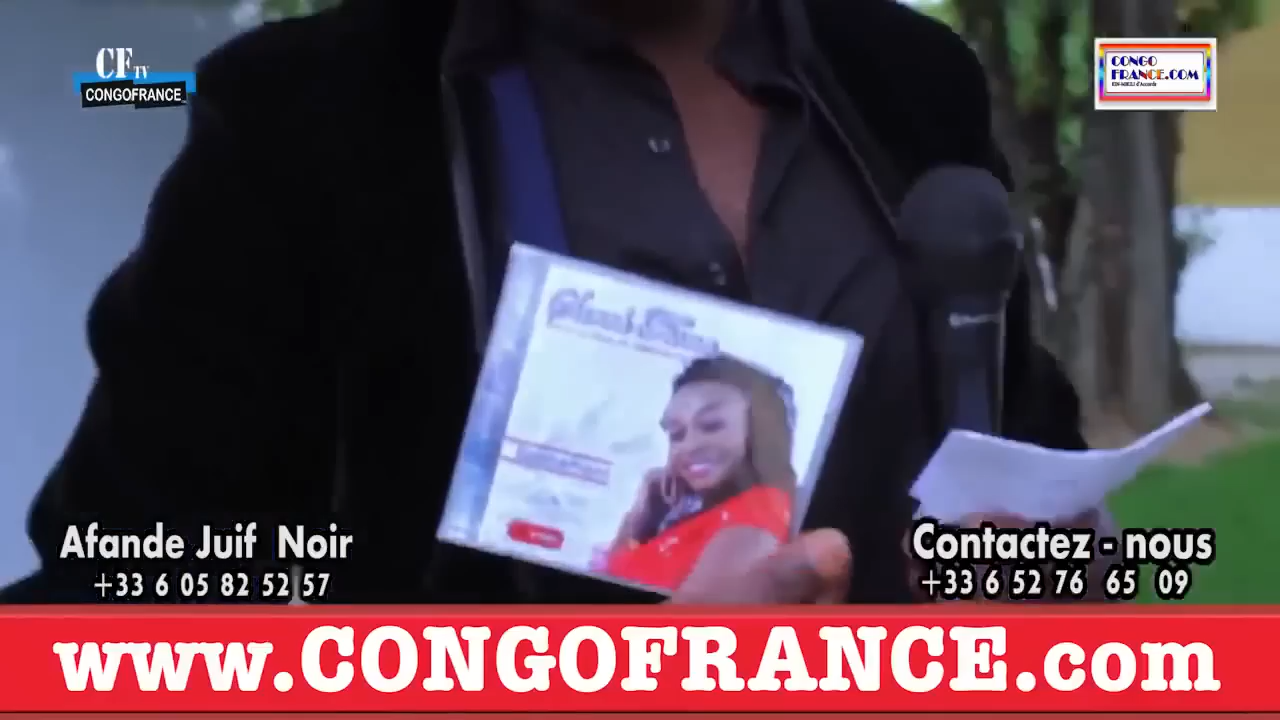 CF TV
CONGOFRANCE
CONGO
FRANCE.COM
Afande Juif Noir
+33 6 05 82 52 57
Contactez - nous
+33 6 52 76 65 09
www.CONGOFRANCE.com